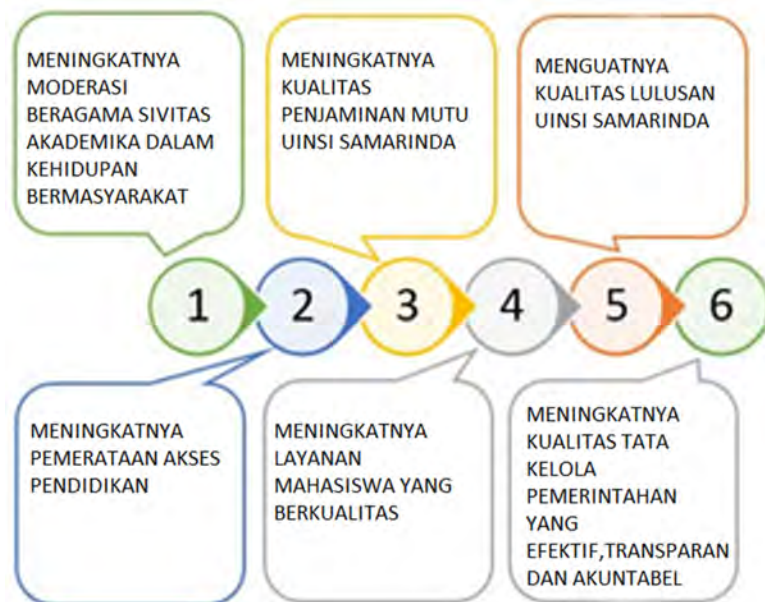 MENINGKATNYA
MODERASI
BERAGAMA SIVITAS
AKADEMIKA DALAM
KEHIDUPAN
BERMASYARAKAT
MENINGKATNYA
KUALITAS
PENJAMINAN MUTU
UINSI SAMARINDA
MENGUATNYA
KUALITAS LULUSAN
UINSI SAMARINDA
1
2
3
4
5
6
MENINGKATNYA
PEMERATAAN AKSES
PENDIDIKAN
MENINGKATNYA
LAYANAN
MAHASISWA YANG
BERKUALITAS
MENINGKATNYA
KUALITAS TATA
KELOLA
PEMERINTAHAN
YANG
EFEKTIF,TRANSPARAN
DAN AKUNTABEL